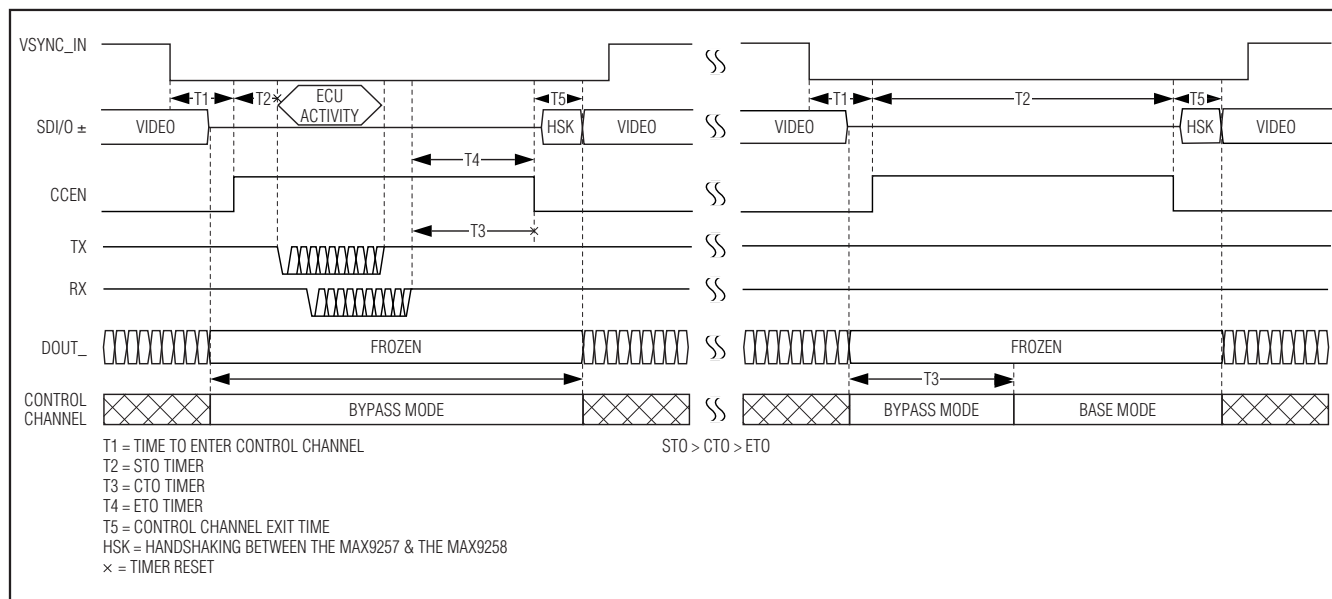 VSYNC_IN
T1
T2
×
ECU
ACTIVITY
T5
T1
T2
T5
SDI/O ±
VIDEO
HSK
VIDEO
VIDEO
HSK
VIDEO
T4
CCEN
T3
×
TX
RX
DOUT_
FROZEN
FROZEN
T3
CONTROL
CHANNEL
BYPASS MODE
BYPASS MODE
BASE MODE
T1 = TIME TO ENTER CONTROL CHANNEL
STO > CTO > ETO
T2 = STO TIMER
T3 = CTO TIMER
T4 = ETO TIMER
T5 = CONTROL CHANNEL EXIT TIME
HSK = HANDSHAKING BETWEEN THE MAX9257 & THE MAX9258
× = TIMER RESET